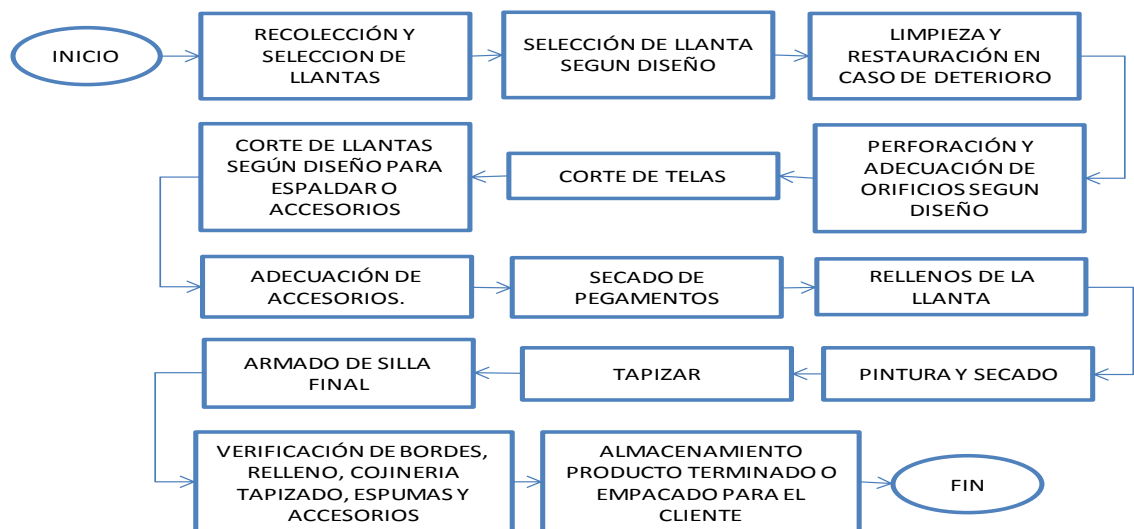 INICIO
RECOLECCIÓN Y
SELECCION DE
LLANTAS
SELECCIÓN DE LLANTA
SEGUN DISEÑO
LIMPIEZA Y
RESTAURACIÓN EN
CASO DE DETERIORO
PERFORACIÓN Y
ADECUACIÓN DE
ORIFICIOS SEGUN
DISEÑO
CORTE DE TELAS
CORTE DE LLANTAS
SEGÚN DISEÑO PARA
ESPALDAR O
ACCESORIOS
ADECUACIÓN DE
ACCESORIOS.
SECADO DE
PEGAMENTOS
RELLENOS DE LA
LLANTA
PINTURA Y SECADO
TAPIZAR
ARMADO DE SILLA
FINAL
VERIFICACIÓN DE BORDES,
RELLENO, COJINERIA
TAPIZADO, ESPUMAS Y
ACCESORIOS
ALMACENAMIENTO
PRODUCTO TERMINADO O
EMPACADO PARA EL
CLIENTE
FIN